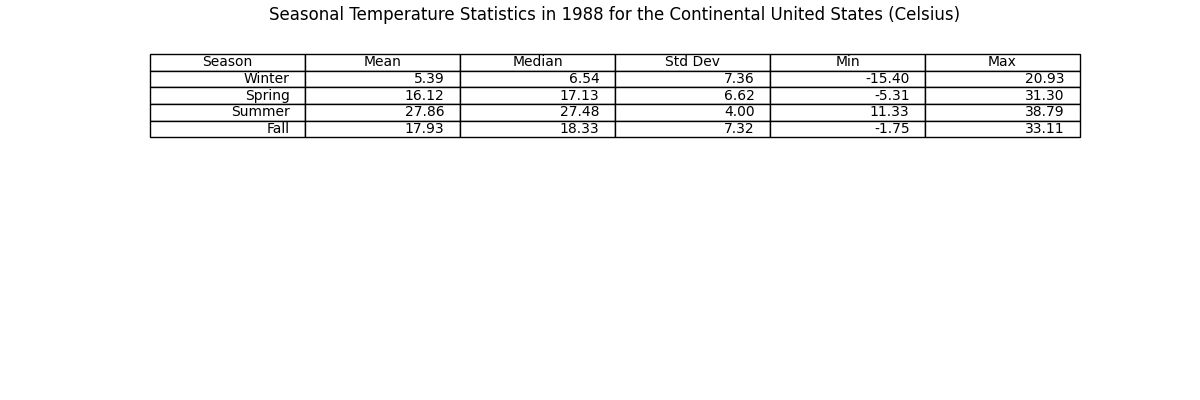 Seasonal Temperature Statistics in 1988 for the Continental United States (Celsius)
Season Mean Median Std Dev Min Max
Winter 5.39 6.54 7.36 -15.40 20.93
Spring 16.12 17.13 6.62 -5.31 31.30
Summer 27.86 27.48 4.00 11.33 38.79
Fall 17.93 18.33 7.32 -1.75 33.11